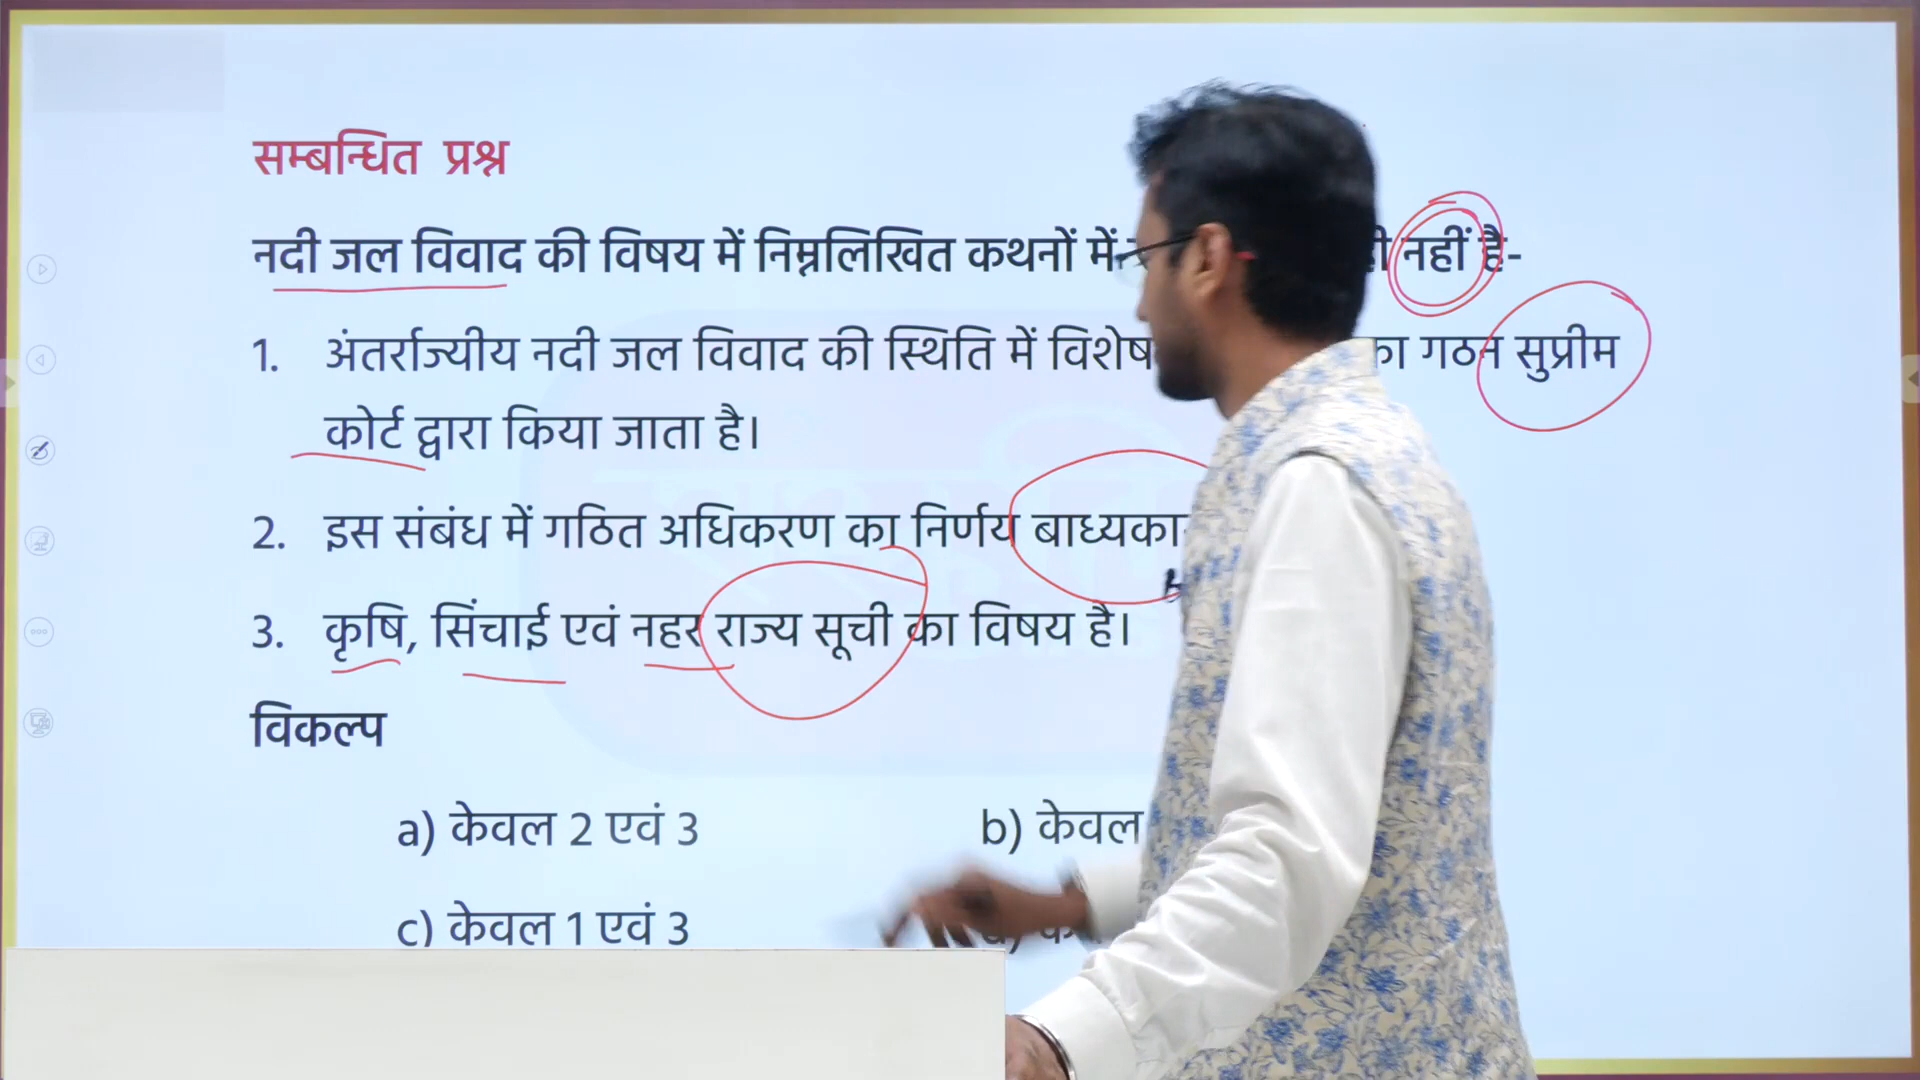 सम्बन्धित प्रश्न
नदी जल विवाद की विषय में निम्नलिखित कथनों में नहीं है-
1. अंतर्राज्यीय नदी जल विवाद की स्थिति में का गठन सुप्रीम
कोर्ट द्वारा किया जाता है।
2. इस संबंध में गठित अधिकरण का निर्णय
3. कृषि, सिंचाई एवं नहर राज्य सूची का विषय है।
विकल्प
a) केवल 2 एवं 3
b) केवल
c) केवल 1 एवं 3